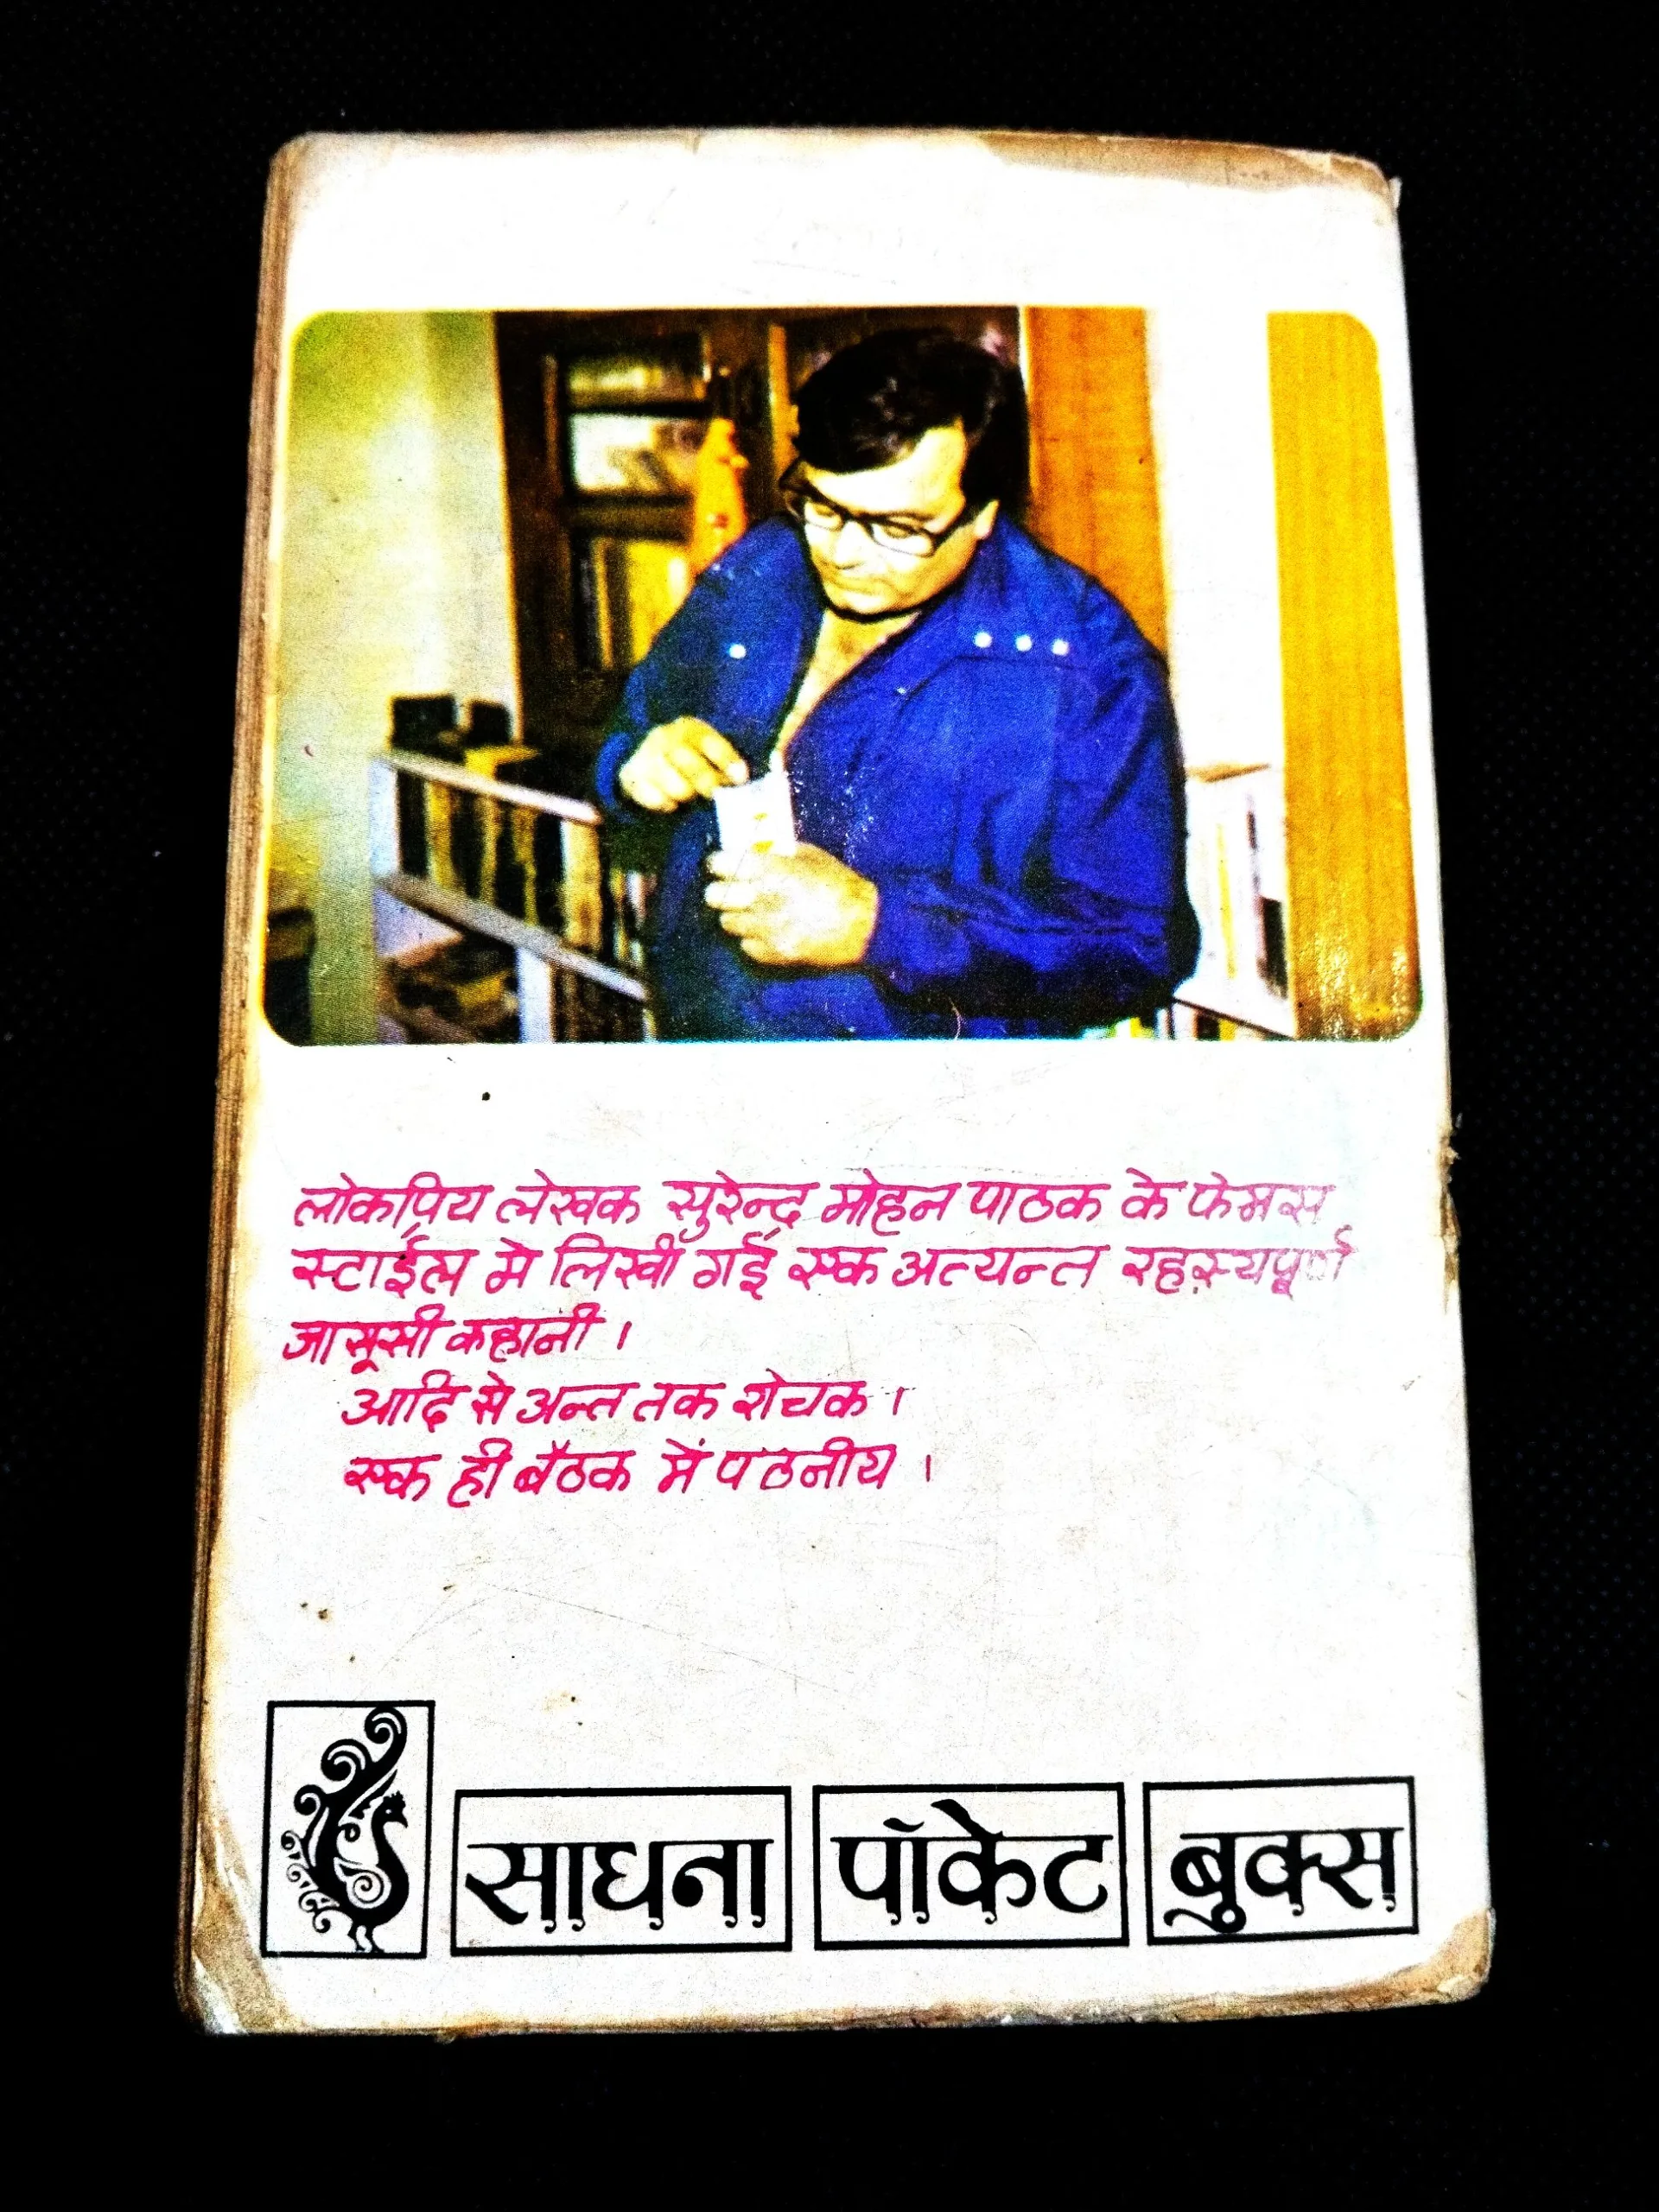 लोकप्रिय लेखक सुरेन्द्र मोहन पाठक के फेमस
स्टाईल मे लिखी गई एक अत्यन्त रहस्यपूर्ण
जासूसी कहानी ।
आदि से अन्त तक रोचक ।
एक ही बैठक में पठनीय ।
साधना पॉकेट बुक्स